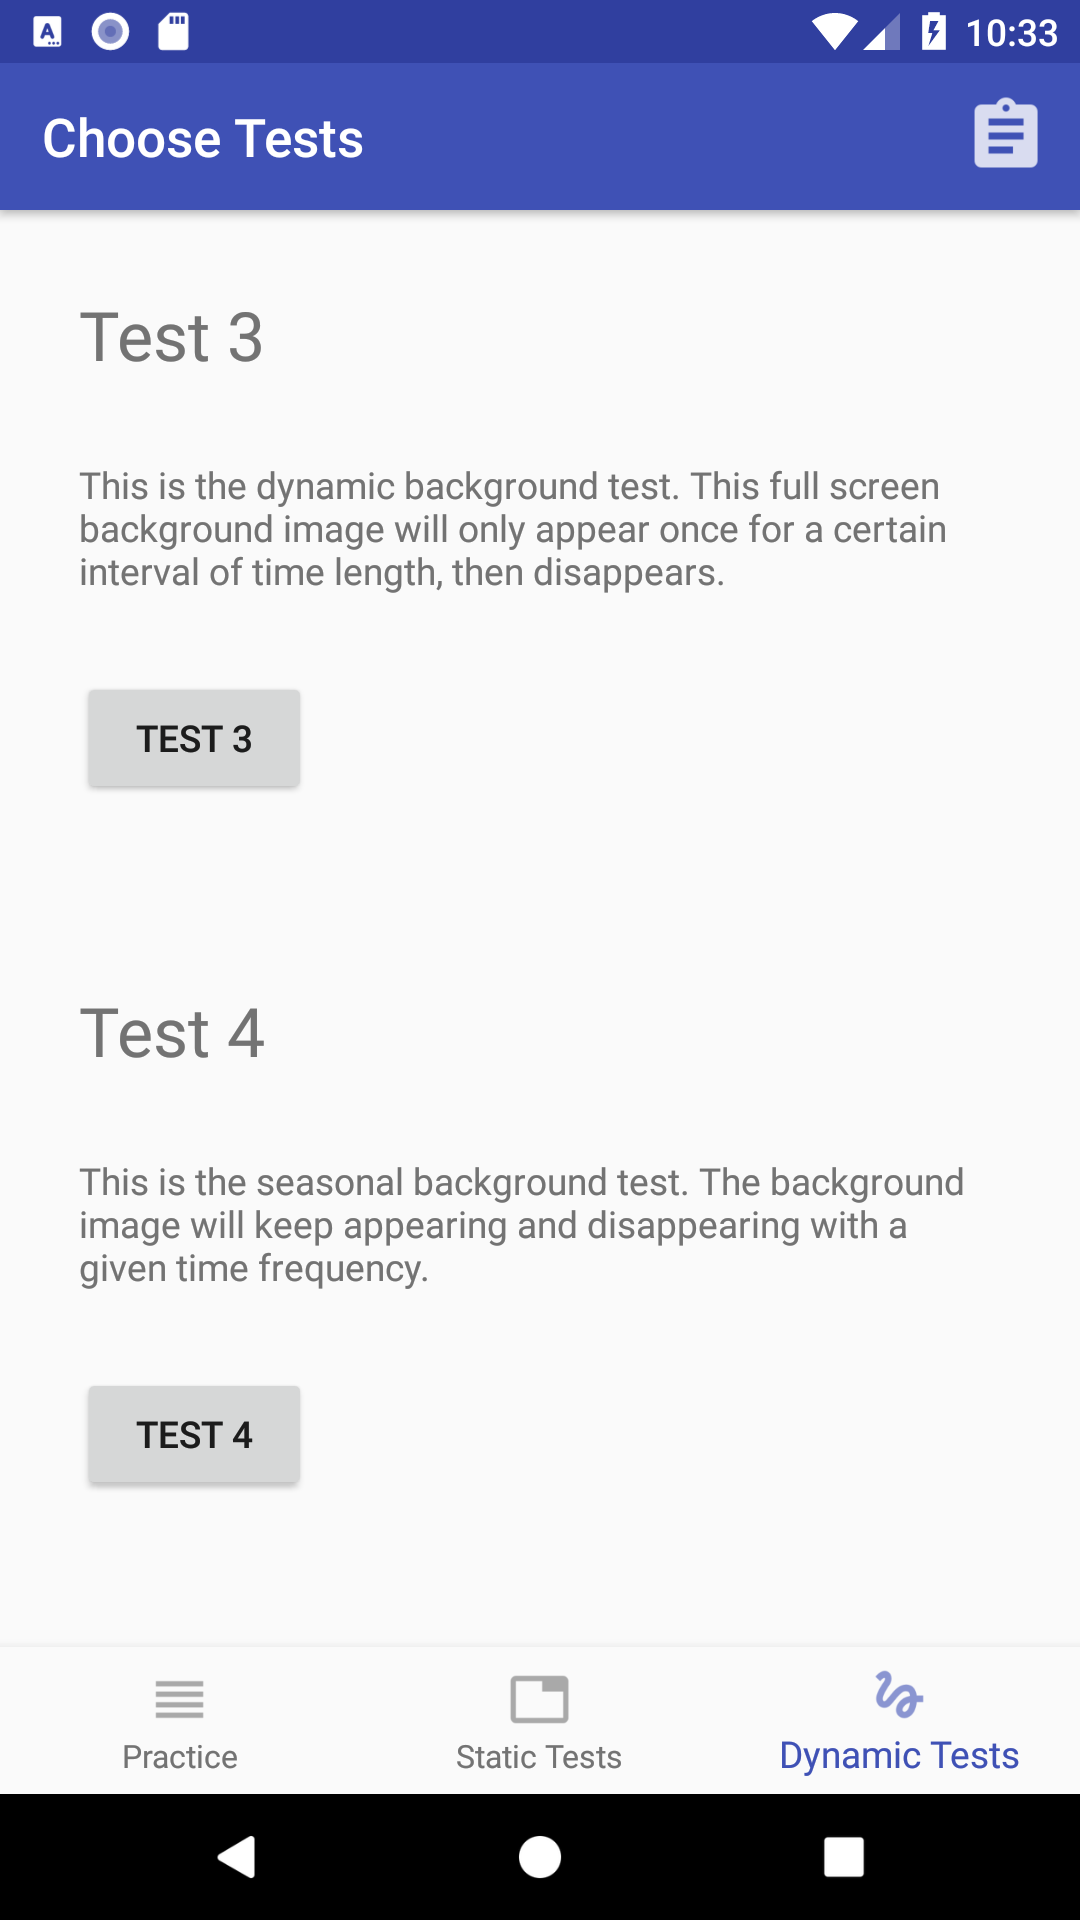 10:33
Choose Tests
Test 3
This is the dynamic background test. This full screen
background image will only appear once for a certain
interval of time length, then disappears.
TEST 3
Test 4
This is the seasonal background test. The background
image will keep appearing and disappearing with a
given time frequency.
TEST 4
Practice
Static Tests
Dynamic Tests